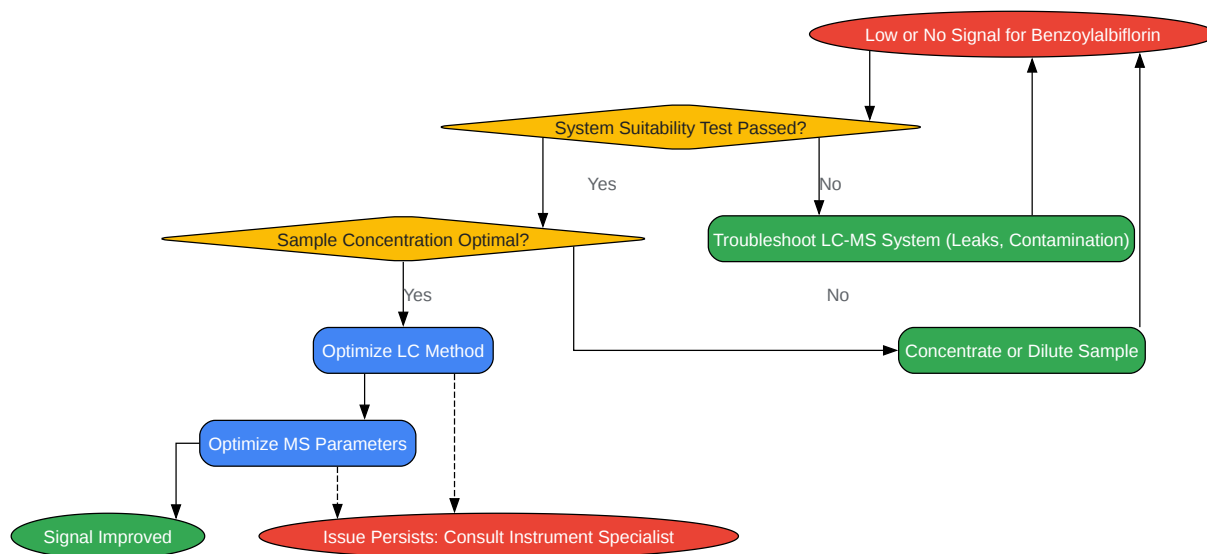 Low or No Signal for Benzoylalbiflorin
System Suitability Test Passed?
Yes
No
Sample Concentration Optimal?
Troubleshoot LC-MS System (Leaks, Contamination)
Yes
No
Optimize LC Method
Concentrate or Dilute Sample
Optimize MS Parameters
Signal Improved
Issue Persists: Consult Instrument Specialist